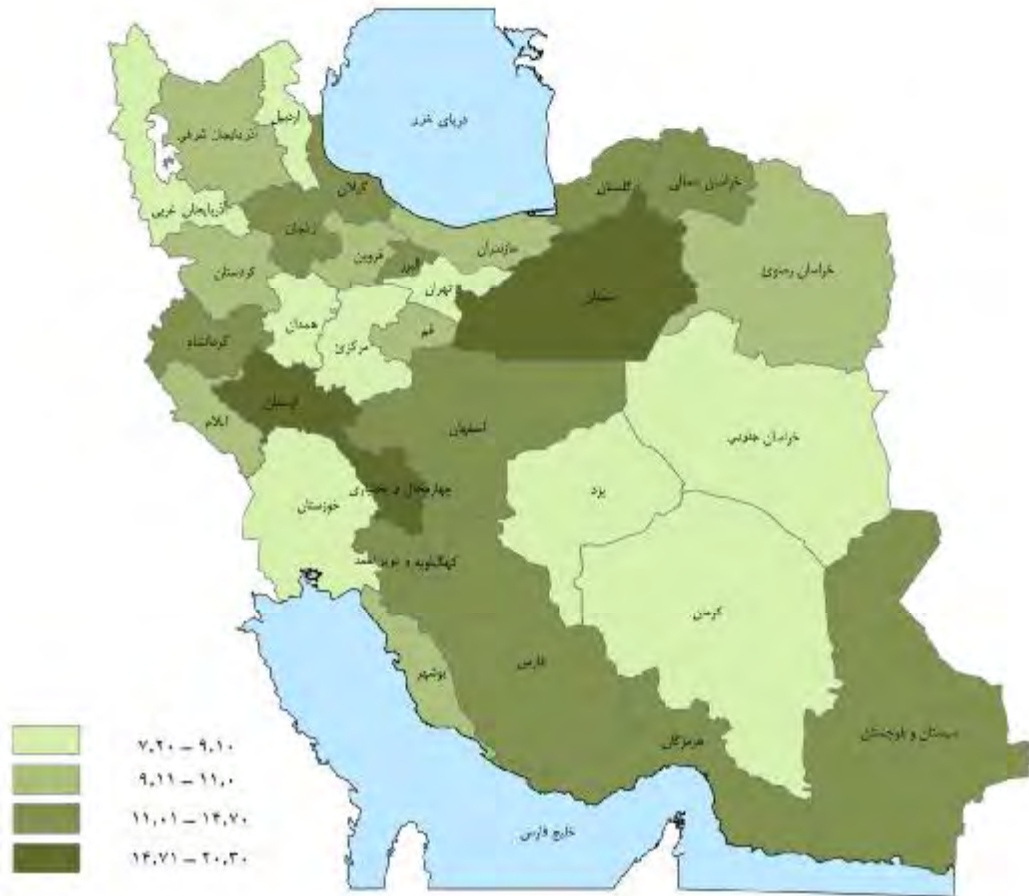 دریای خزر
اردبیل
آذربایجان شرقی
گیلان
گلستان
خراسان شمالی
آذربایجان غربی
زنجان
مازندران
قزوین
البرز
خراسان رضوی
کردستان
تهران
سمنان
همدان
قم
مرکزی
کرمانشاه
لرستان
ایلام
اصفهان
خراسان جنوبی
چهارمحال و بختیاری
یزد
خوزستان
کهگیلویه و بویر احمد
کرمان
فارس
بوشهر
هرمزگان
سیستان و بلوچستان
خلیج فارس
۷.۲۰ – ۹.۱۰
۹.۱۱ – ۱۱.۰
۱۱.۰۱ – ۱۴.۷۰
۱۴.۷۱ – ۲۰.۳۰